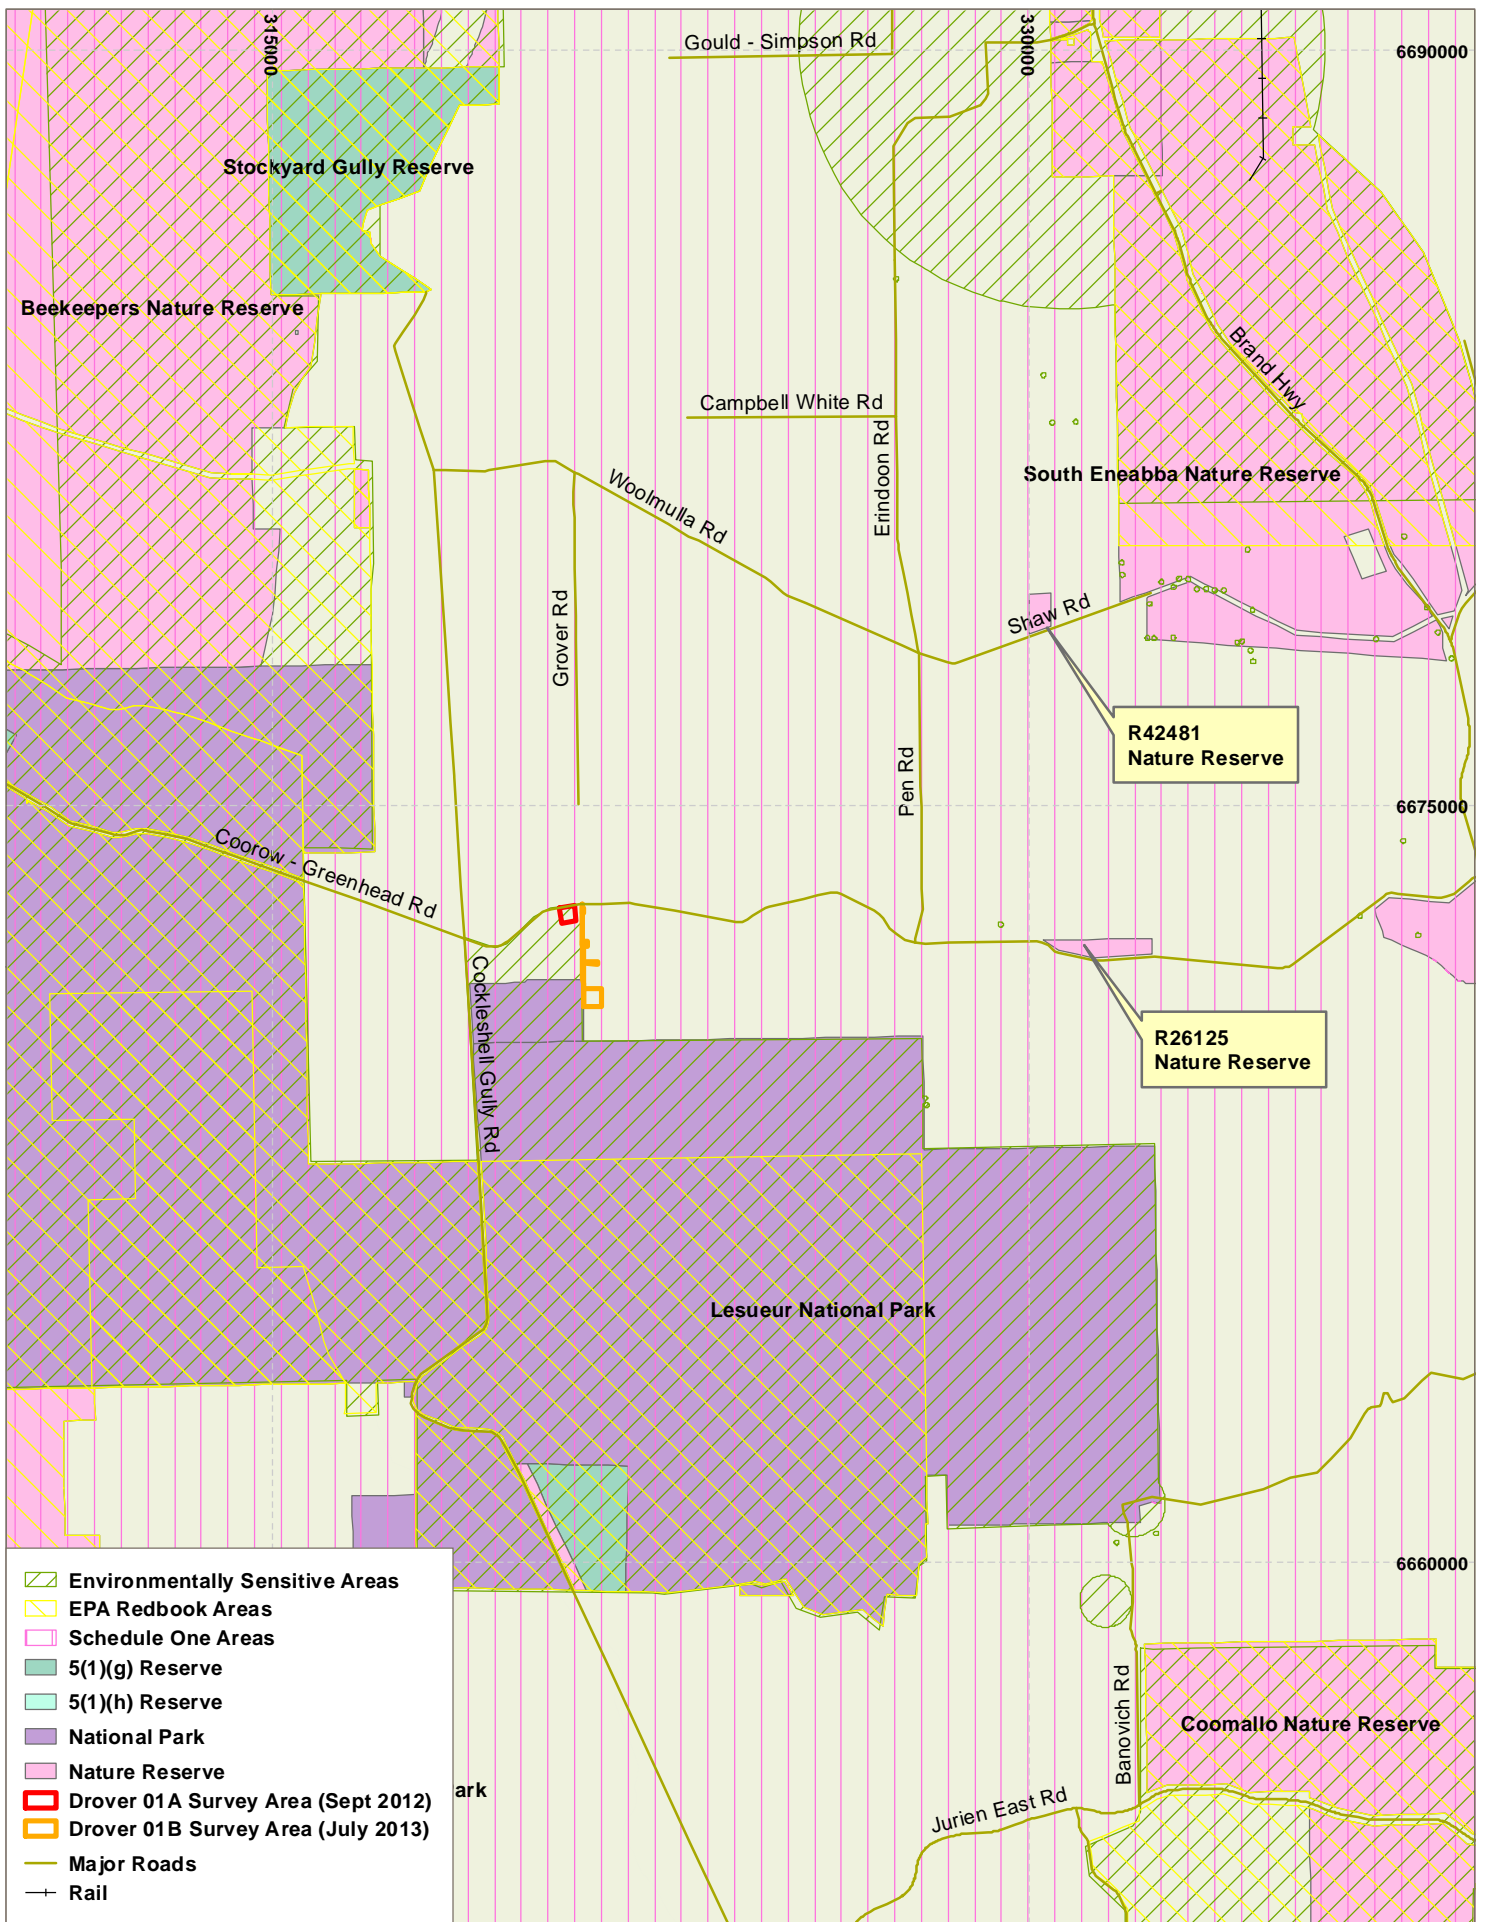 315000
330000
Gould - Simpson Rd
6690000
Stockyard Gully Reserve
Beekeepers Nature Reserve
Brand Hwy
Campbell White Rd
Erindoon Rd
South Eneabba Nature Reserve
Woolmulla Rd
Grover Rd
Shaw Rd
R42481
Nature Reserve
Pen Rd
6675000
Coorow - Greenhead Rd
Cockleshell Gully Rd
R26125
Nature Reserve
Lesueur National Park
6660000
Environmentally Sensitive Areas
EPA Redbook Areas
Schedule One Areas
5(1)(g) Reserve
5(1)(h) Reserve
National Park
Nature Reserve
Drover 01A Survey Area (Sept 2012)
Drover 01B Survey Area (July 2013)
Major Roads
Rail
ark
Banovich Rd
Coomallo Nature Reserve
Jurien East Rd